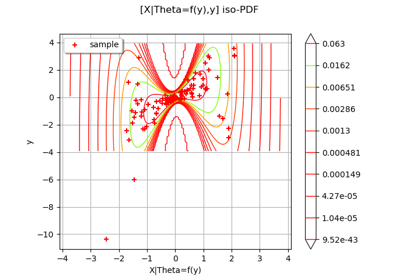 [X|Theta=f(y),y] iso-PDF
sample
4
2
0
−2
−4
−6
−8
−10
y
−4 −3 −2 −1 0 1 2 3 4
X|Theta=f(y)
0.063
0.0162
0.00651
0.00286
0.0013
0.000481
0.000149
4.27e-05
1.04e-05
9.52e-43